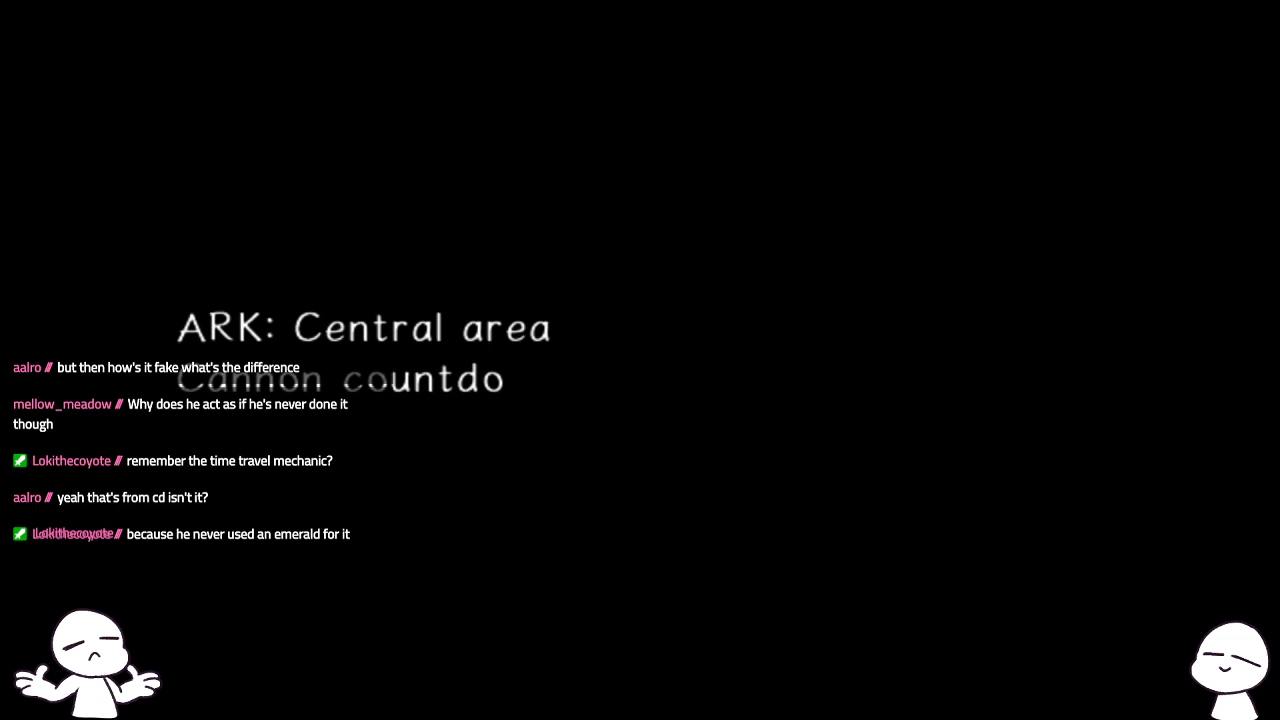 ARK: Central area
Cannon countdo
aalro // but then how's it fake what's the difference
mellow_meadow // Why does he act as if he's never done it
though
Lokithecoyote // remember the time travel mechanic?
aalro // yeah that's from cd isn't it?
Lokithecoyote // because he never used an emerald for it